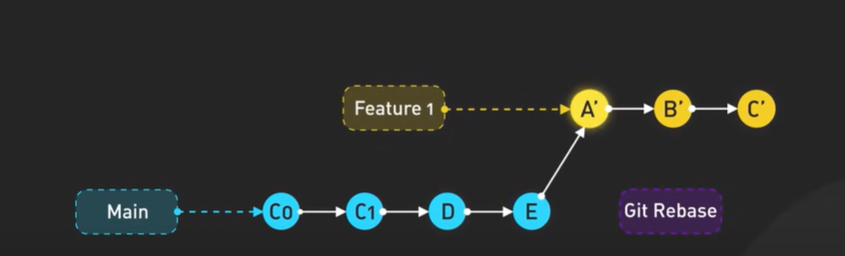 Feature 1
A’
B’
C’
Main
C0
C1
D
E
Git Rebase